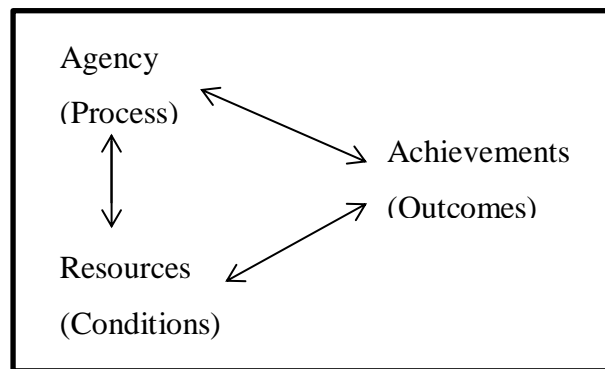 Agency
(Process)
Achievements
(Outcomes)
Resources
(Conditions)